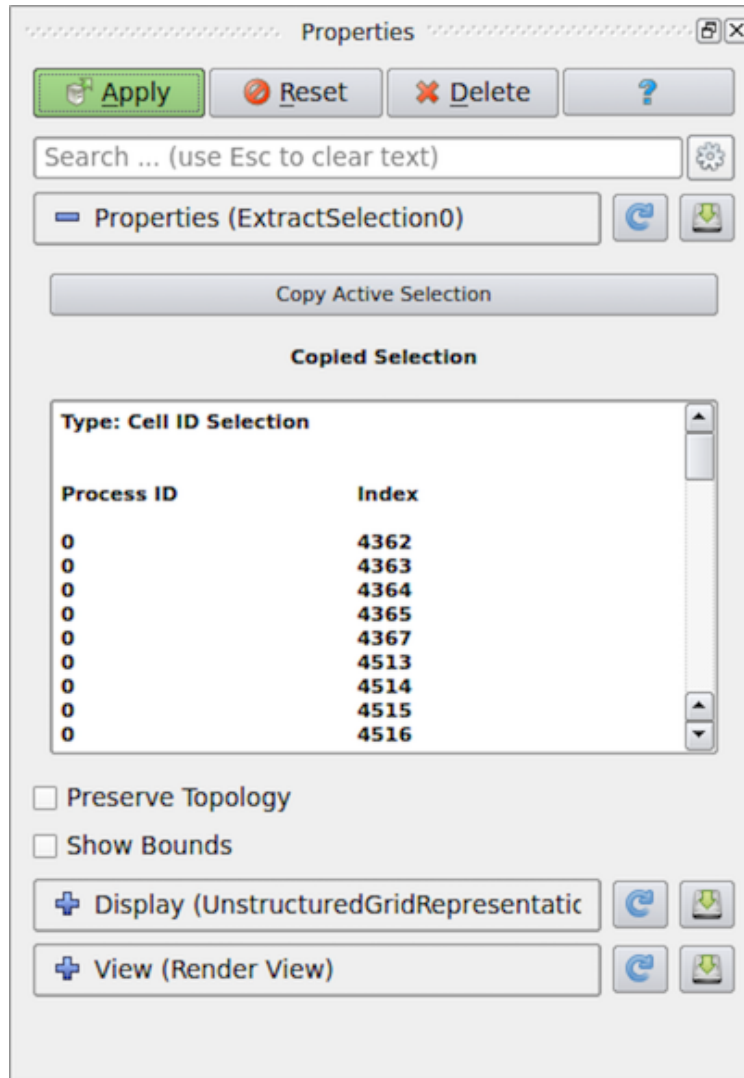 Properties
Apply Reset Delete ?
Search ... (use Esc to clear text)
Properties (ExtractSelection0)
Copy Active Selection
Copied Selection
Type: Cell ID Selection
Process ID Index
0 4362
0 4363
0 4364
0 4365
0 4367
0 4513
0 4514
0 4515
0 4516
Preserve Topology
Show Bounds
Display (UnstructuredGridRepresentatic
View (Render View)